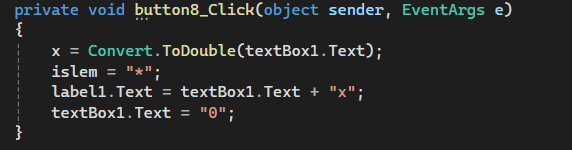 private void button8_Click(object sender, EventArgs e)
{
x = Convert.ToDouble(textBox1.Text);
islem = "*";
label1.Text = textBox1.Text + "x";
textBox1.Text = "0";
}